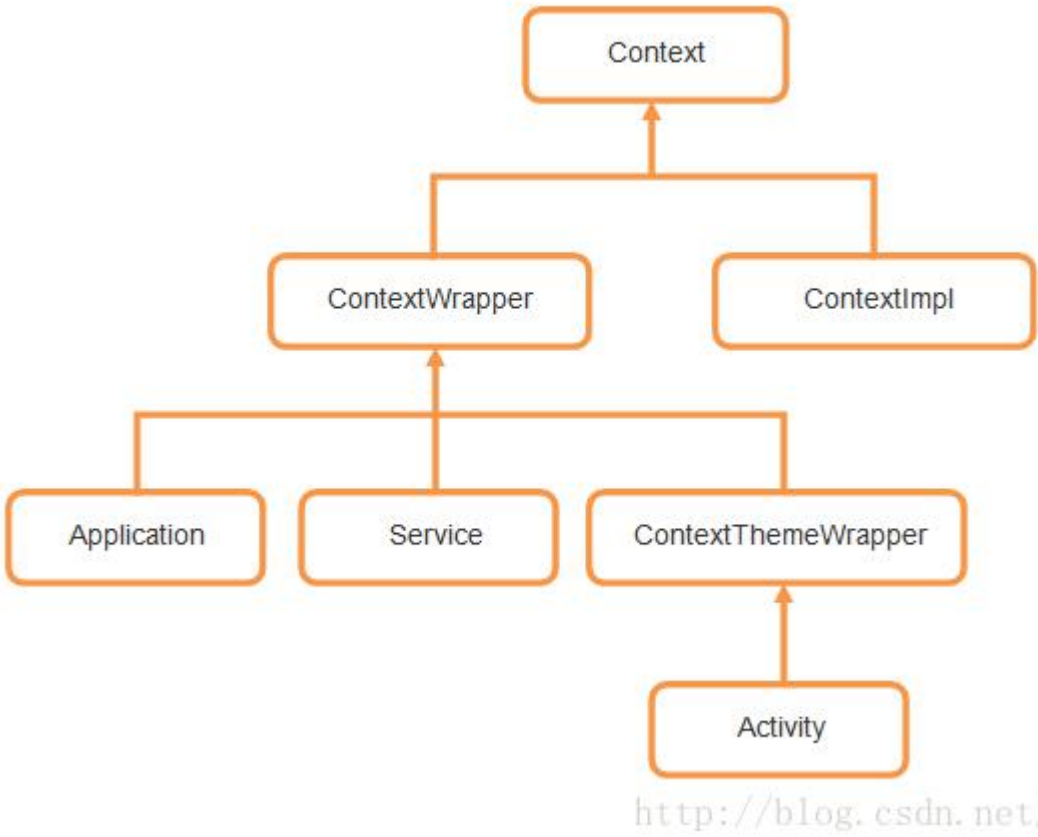 Context
ContextWrapper
ContextImpl
Application
Service
ContextThemeWrapper
Activity
http://blog.csdn.net/